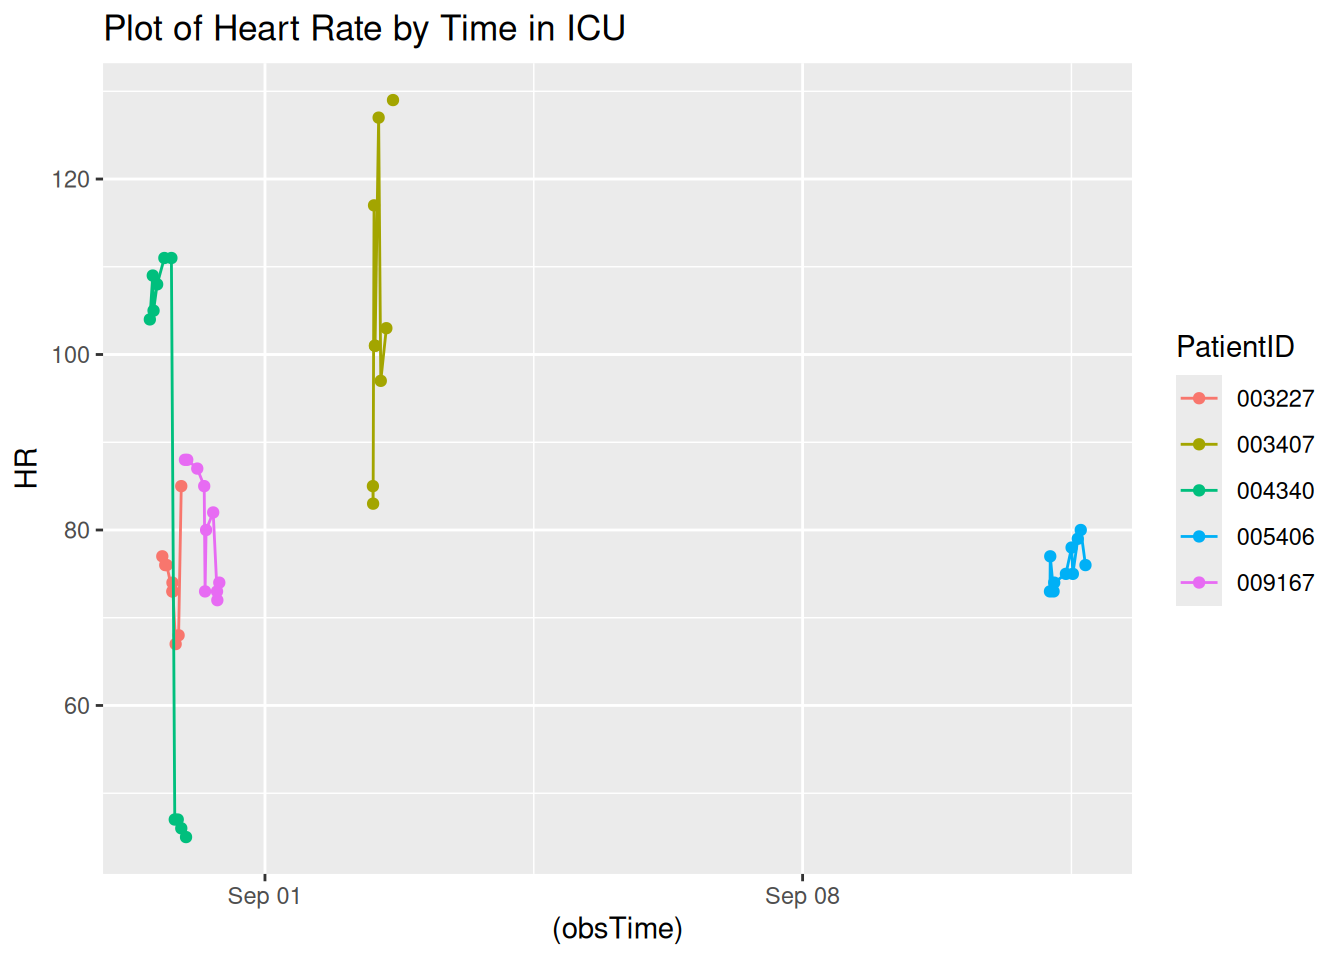 Plot of Heart Rate by Time in ICU
HR
120
100
80
60
Sep 01
Sep 08
(obsTime)
PatientID
003227
003407
004340
005406
009167